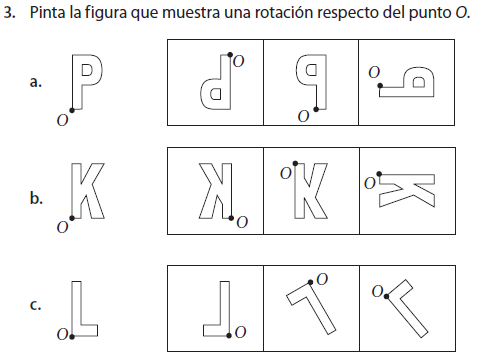 3. Pinta la figura que muestra una rotación respecto del punto O.
a. P O O O O
b. K O O K O O
c. L O O O O